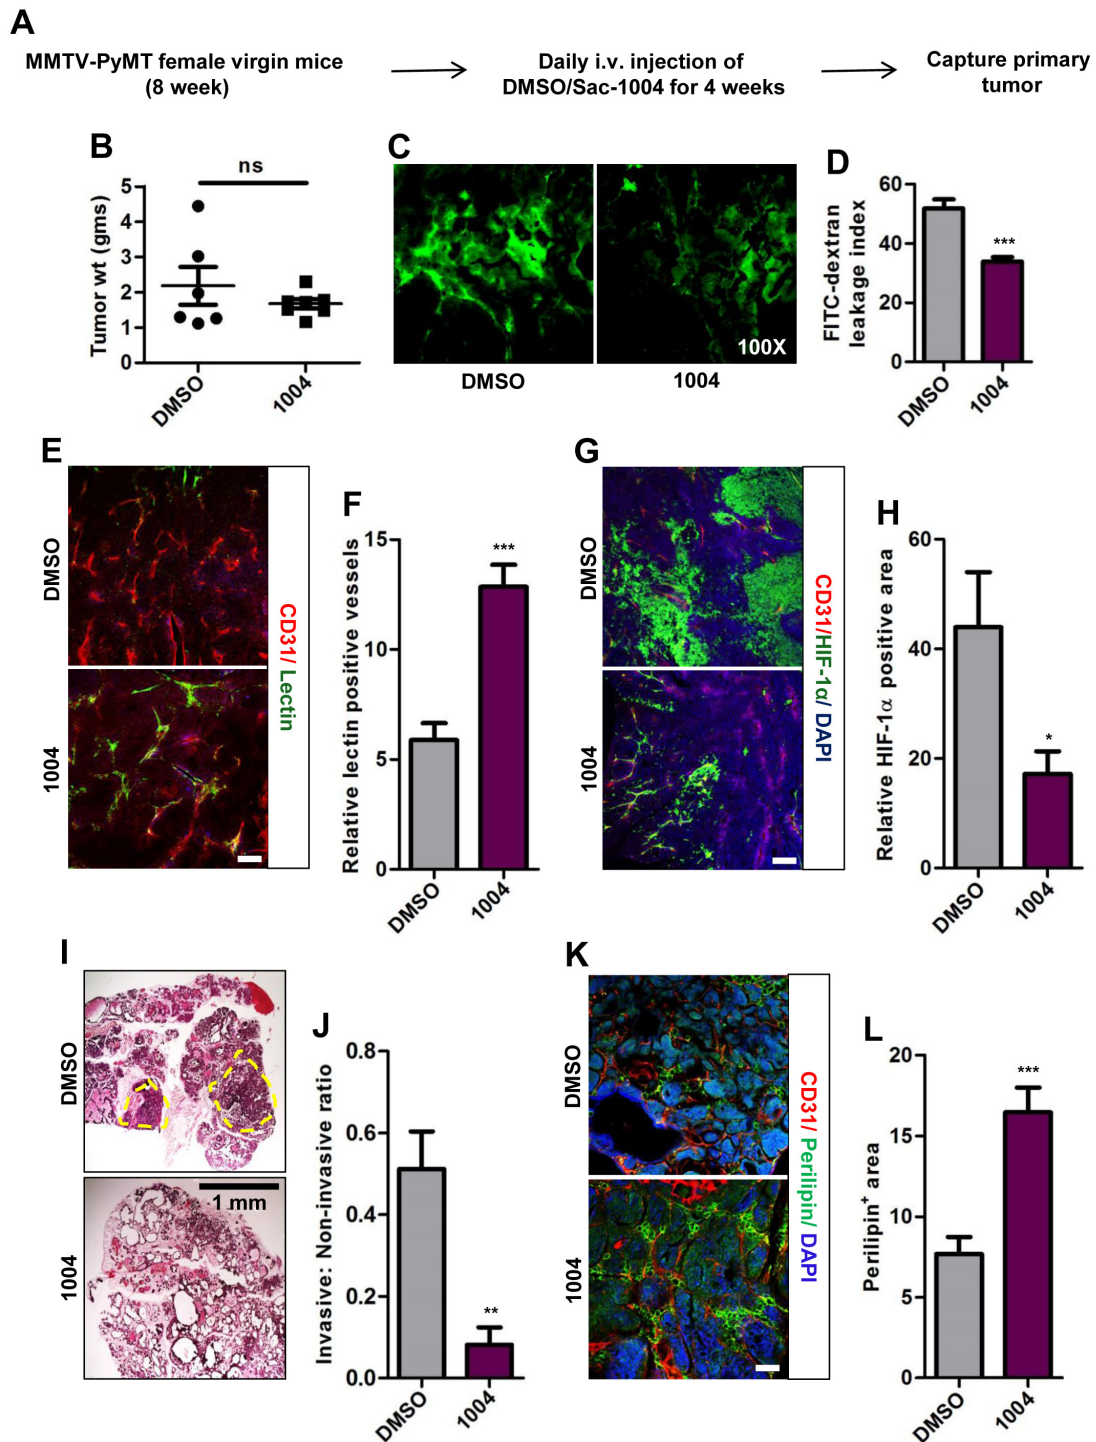 A
MMTV-PyMT female virgin mice
(8 week)
Daily i.v. injection of
DMSO/Sac-1004 for 4 weeks
Capture primary
tumor
B
ns
Tumor wt (gms)
5
4
3
2
1
0
DMSO
1004
C
100X
DMSO
1004
D
FITC-dextran
leakage index
60
40
20
0
***
DMSO
1004
E
DMSO
1004
CD31/ Lectin
F
Relative lectin positive vessels
15
10
5
0
***
DMSO
1004
G
DMSO
1004
CD31/HIF-1α/ DAPI
H
Relative HIF-1α positive area
60
40
20
0
*
DMSO
1004
I
DMSO
1004
1 mm
J
Invasive: Non-invasive ratio
0.8
0.6
0.4
0.2
0.0
**
DMSO
1004
K
DMSO
1004
CD31/ Perilipin/ DAPI
L
Perilipin⁺ area
20
15
10
5
0
***
DMSO
1004